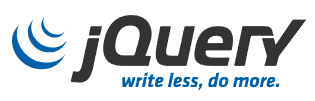 jQuery
write less, do more.